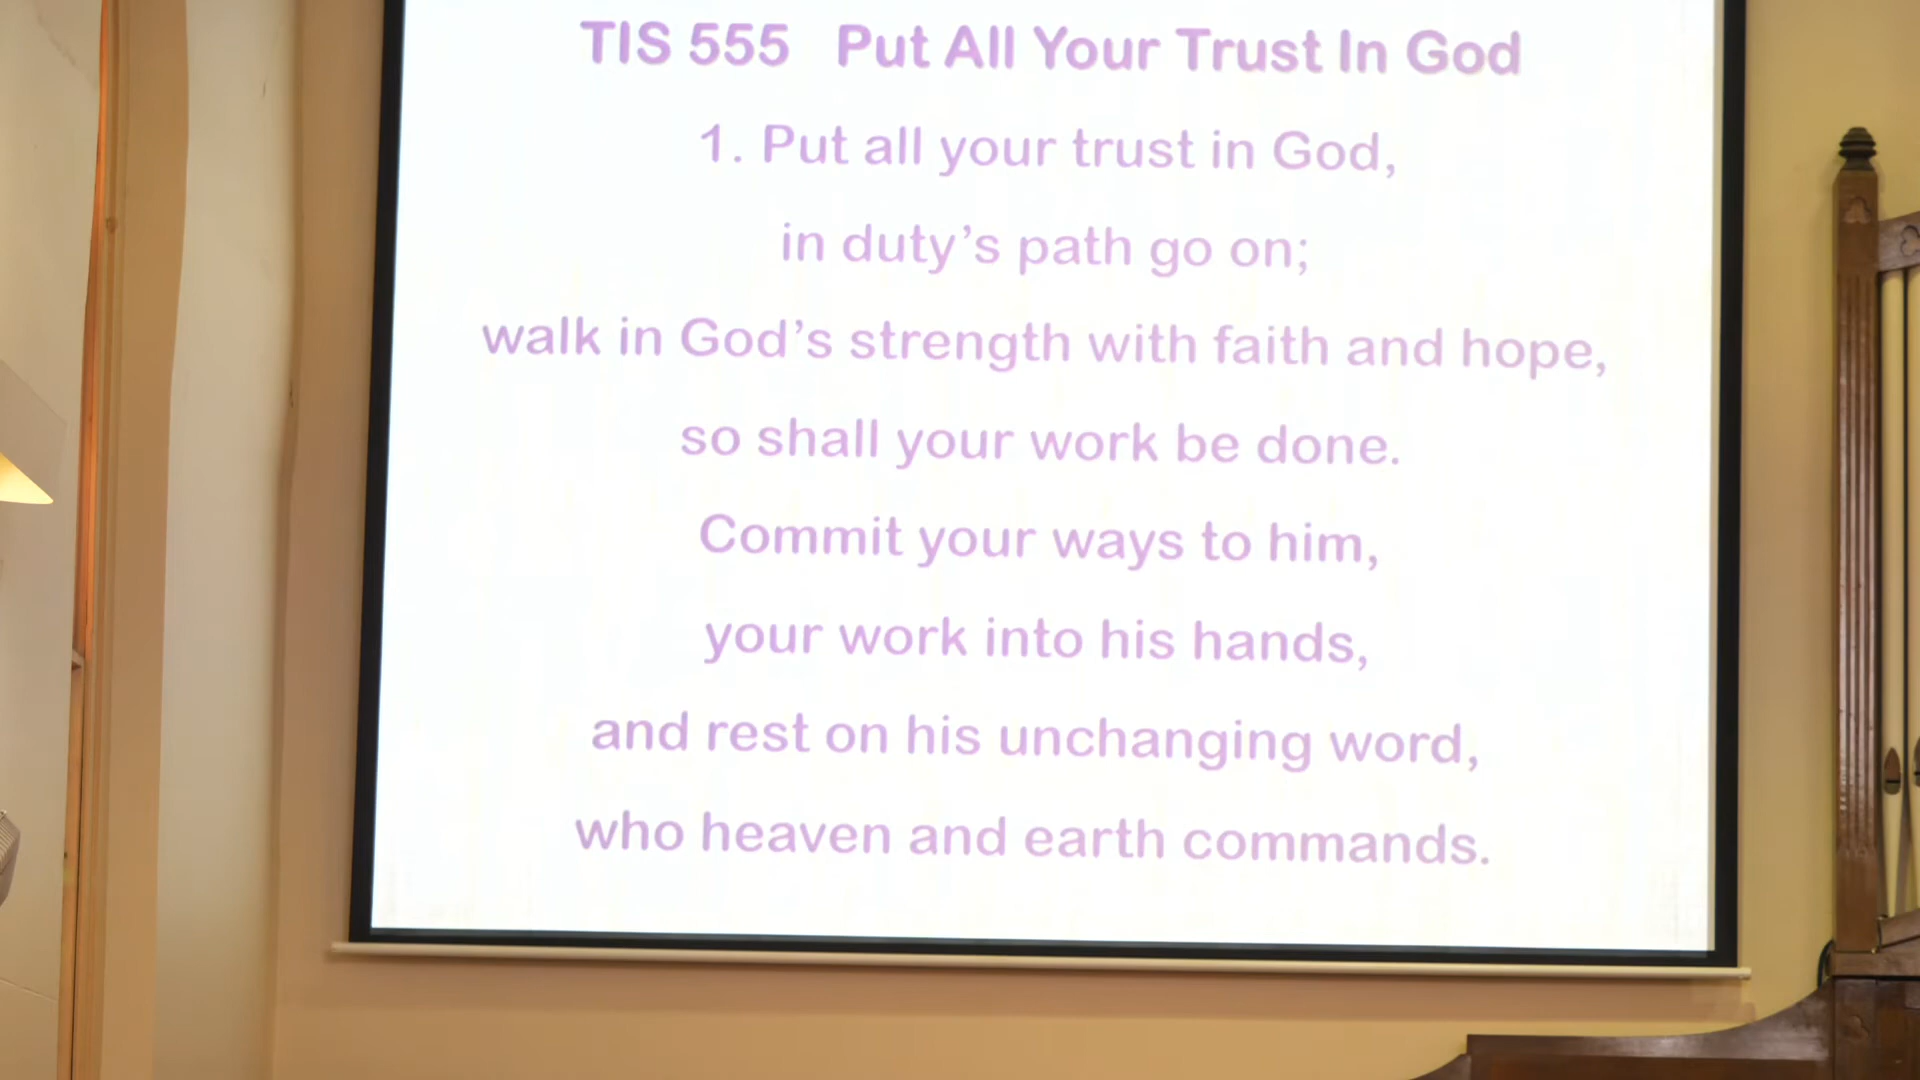 TIS 555 Put All Your Trust In God
1. Put all your trust in God,
in duty’s path go on;
walk in God’s strength with faith and hope,
so shall your work be done.
Commit your ways to him,
your work into his hands,
and rest on his unchanging word,
who heaven and earth commands.